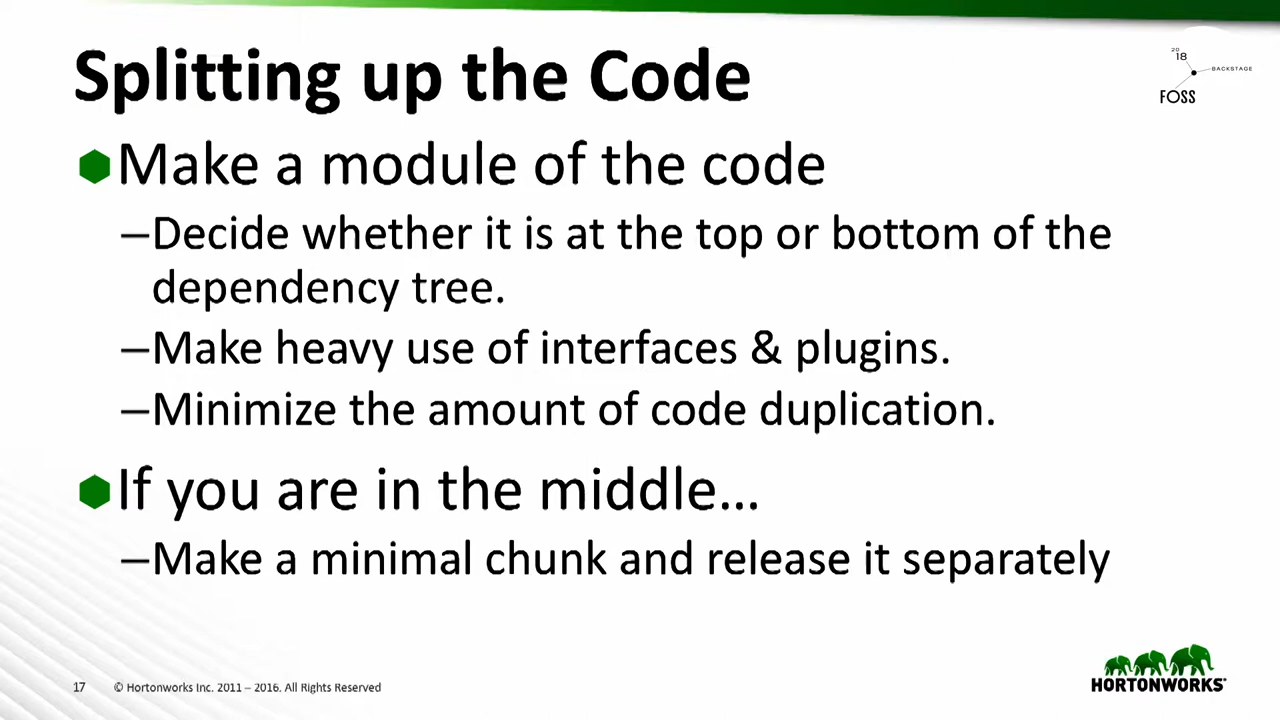 Splitting up the Code
20
18
BACKSTAGE
FOSS
Make a module of the code
–Decide whether it is at the top or bottom of the
dependency tree.
–Make heavy use of interfaces & plugins.
–Minimize the amount of code duplication.
If you are in the middle…
–Make a minimal chunk and release it separately
17 © Hortonworks Inc. 2011 – 2016. All Rights Reserved
HORTONWORKS